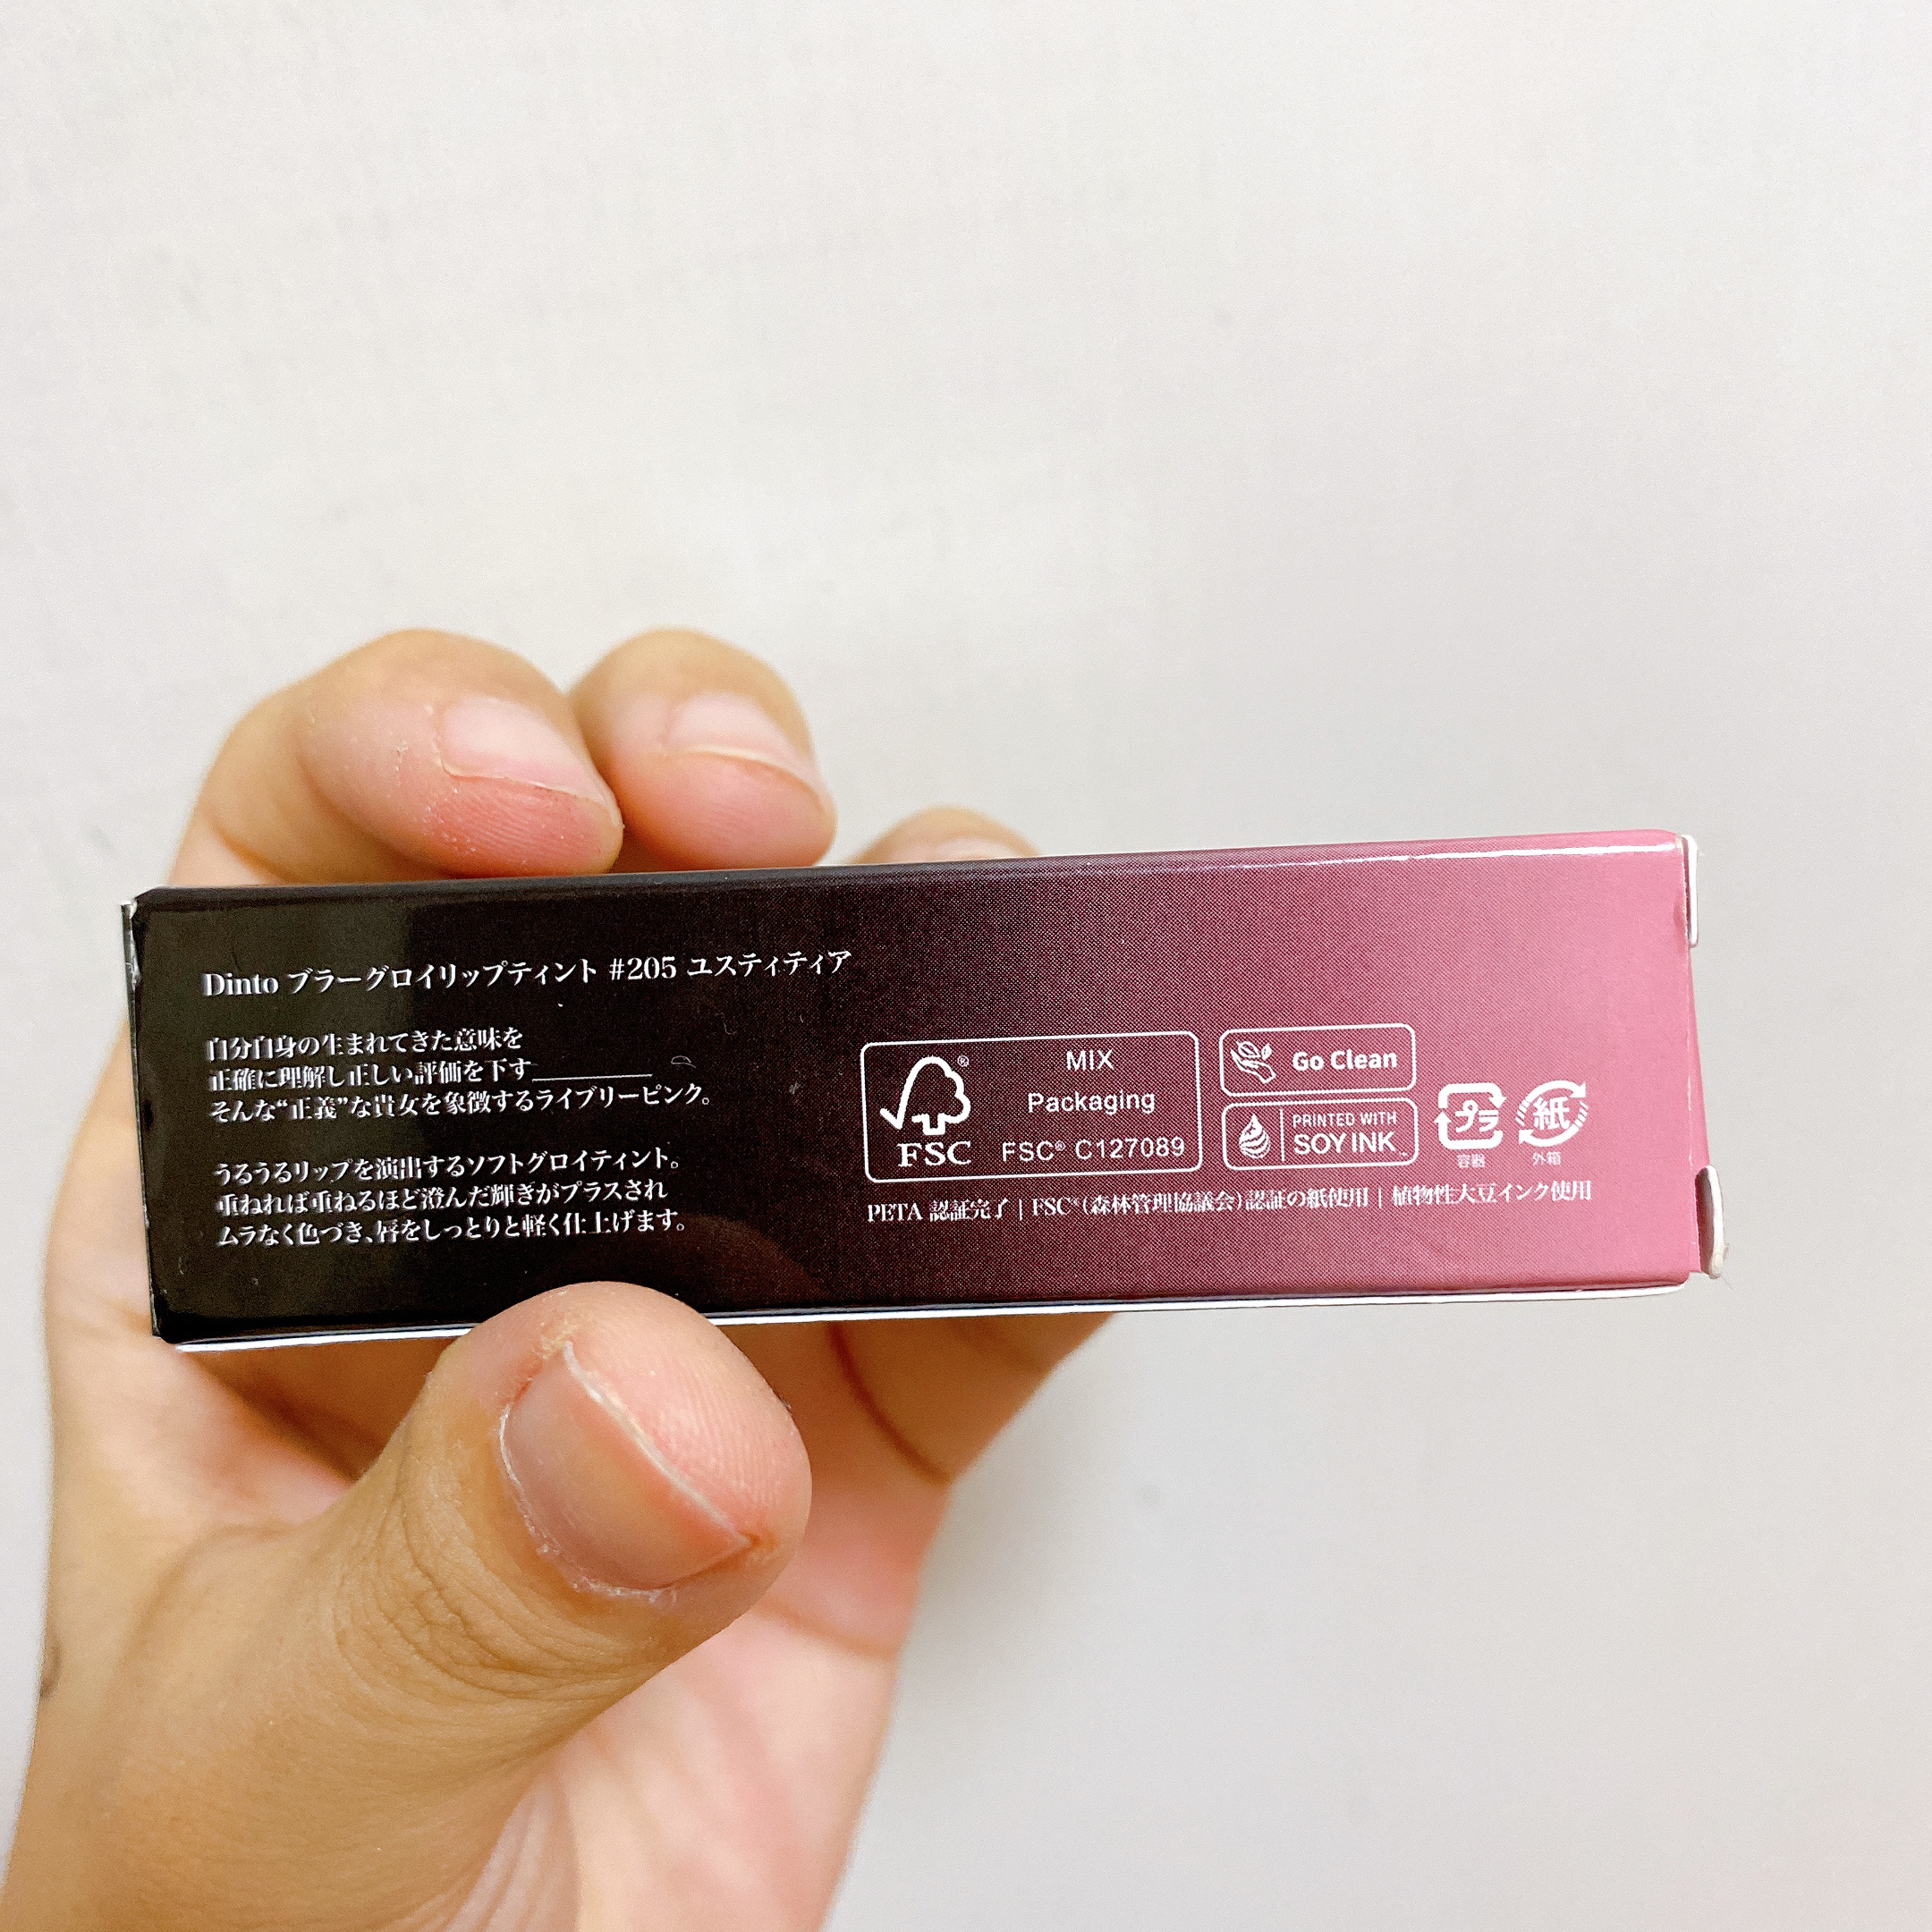 Dinto ブラーグロイリップティント #205 ユスティティア
自分自身の生まれてきた意味を
正確に理解し正しい評価を下す________
そんな“正義”な貴女を象徴するライブリーピンク。
うるうるリップを演出するソフトグロイティント。
重ねれば重ねるほど澄んだ輝きがプラスされ
ムラなく色づき、唇をしっとりと軽く仕上げます。
FSC
MIX
Packaging
FSC® C127089
Go Clean
PRINTED WITH
SOY INK
プラ
容器
紙
外箱
PETA 認証完了 | FSC®(森林管理協議会)認証の紙使用 | 植物性大豆インク使用